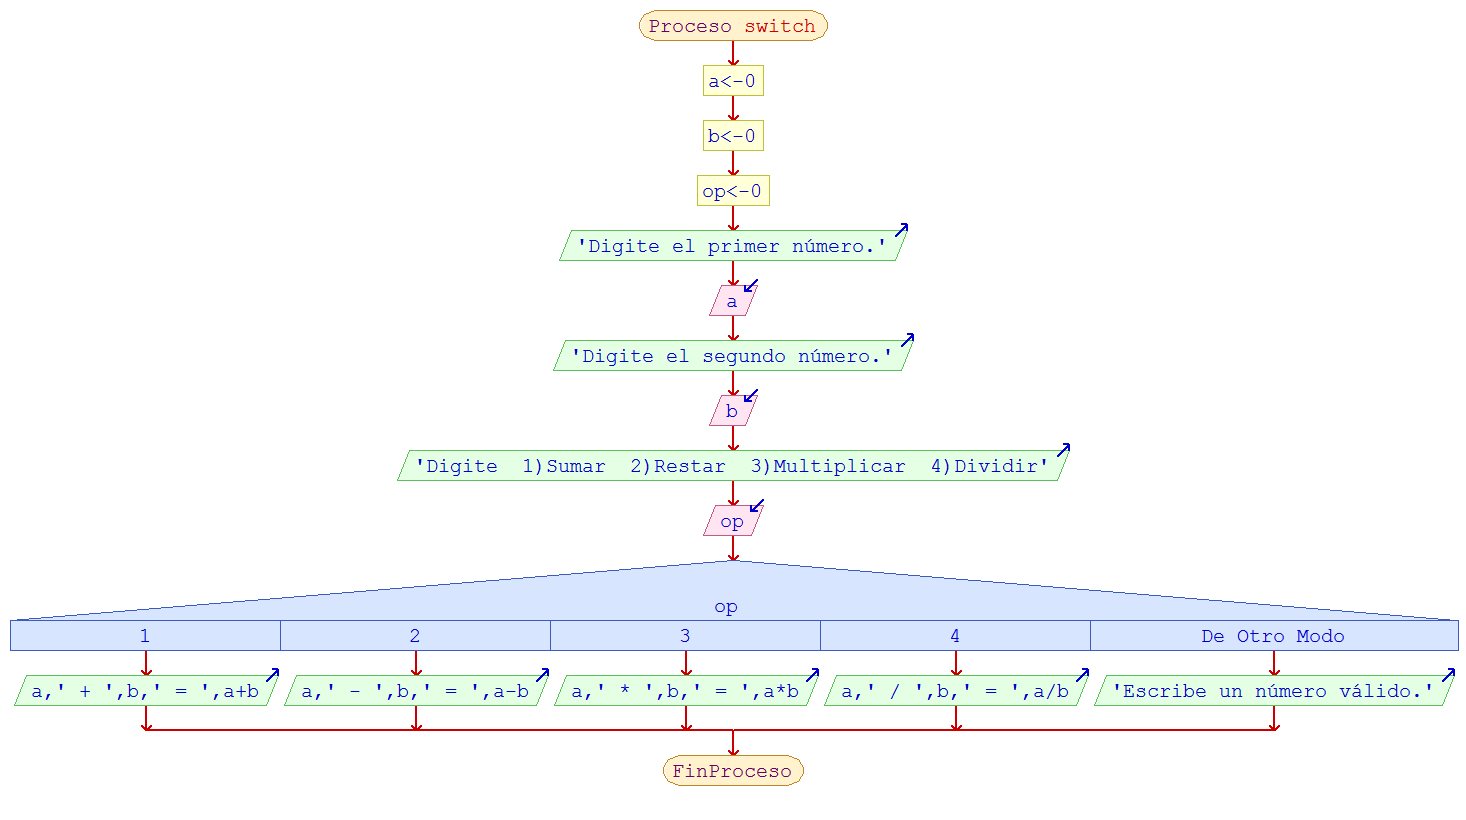 Proceso switch
a<-0
b<-0
op<-0
'Digite el primer número.'
a
'Digite el segundo número.'
b
'Digite  1)Sumar  2)Restar  3)Multiplicar  4)Dividir'
op
op
1 2 3 4 De Otro Modo
a,' + ',b,' = ',a+b a,' - ',b,' = ',a-b a,' * ',b,' = ',a*b a,' / ',b,' = ',a/b 'Escribe un número válido.'
FinProceso